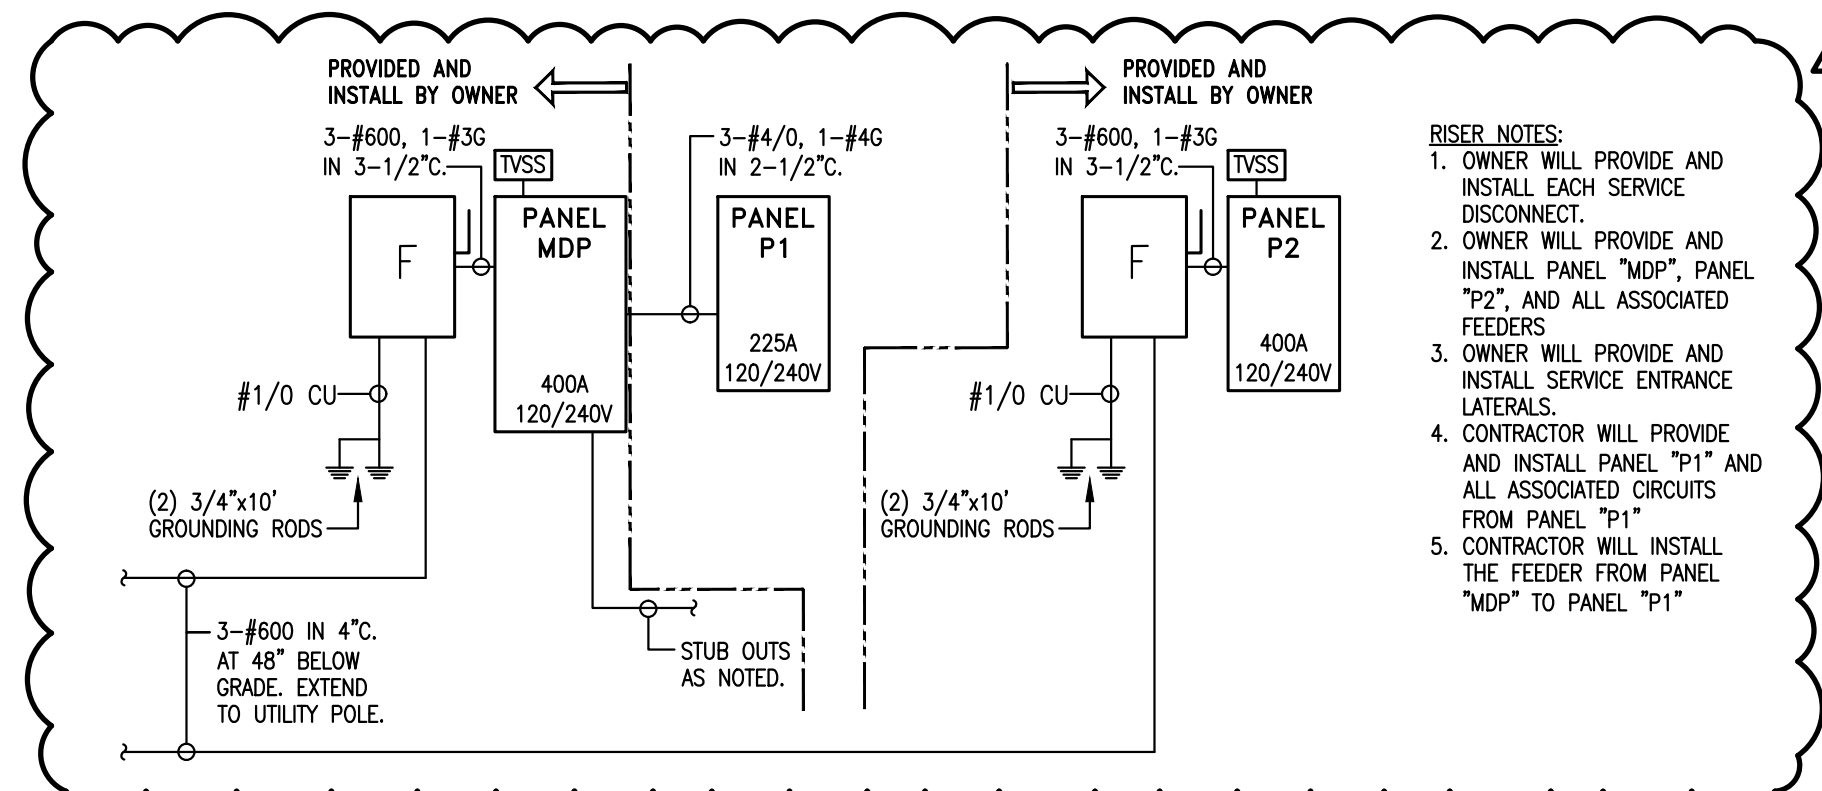 PROVIDED AND
INSTALL BY OWNER
3-#600, 1-#3G
IN 3-1/2"C.
TVSS
F
PANEL
MDP
400A
120/240V
#1/0 CU
(2) 3/4"x10'
GROUNDING RODS
3-#600 IN 4"C.
AT 48" BELOW
GRADE. EXTEND
TO UTILITY POLE.
3-#4/0, 1-#4G
IN 2-1/2"C.
PANEL
P1
225A
120/240V
STUB OUTS
AS NOTED.
PROVIDED AND
INSTALL BY OWNER
3-#600, 1-#3G
IN 3-1/2"C.
TVSS
F
PANEL
P2
400A
120/240V
#1/0 CU
(2) 3/4"x10'
GROUNDING RODS
RISER NOTES:
1. OWNER WILL PROVIDE AND
INSTALL EACH SERVICE
DISCONNECT.
2. OWNER WILL PROVIDE AND
INSTALL PANEL "MDP", PANEL
"P2", AND ALL ASSOCIATED
FEEDERS
3. OWNER WILL PROVIDE AND
INSTALL SERVICE ENTRANCE
LATERALS.
4. CONTRACTOR WILL PROVIDE
AND INSTALL PANEL "P1" AND
ALL ASSOCIATED CIRCUITS
FROM PANEL "P1"
5. CONTRACTOR WILL INSTALL
THE FEEDER FROM PANEL
"MDP" TO PANEL "P1"